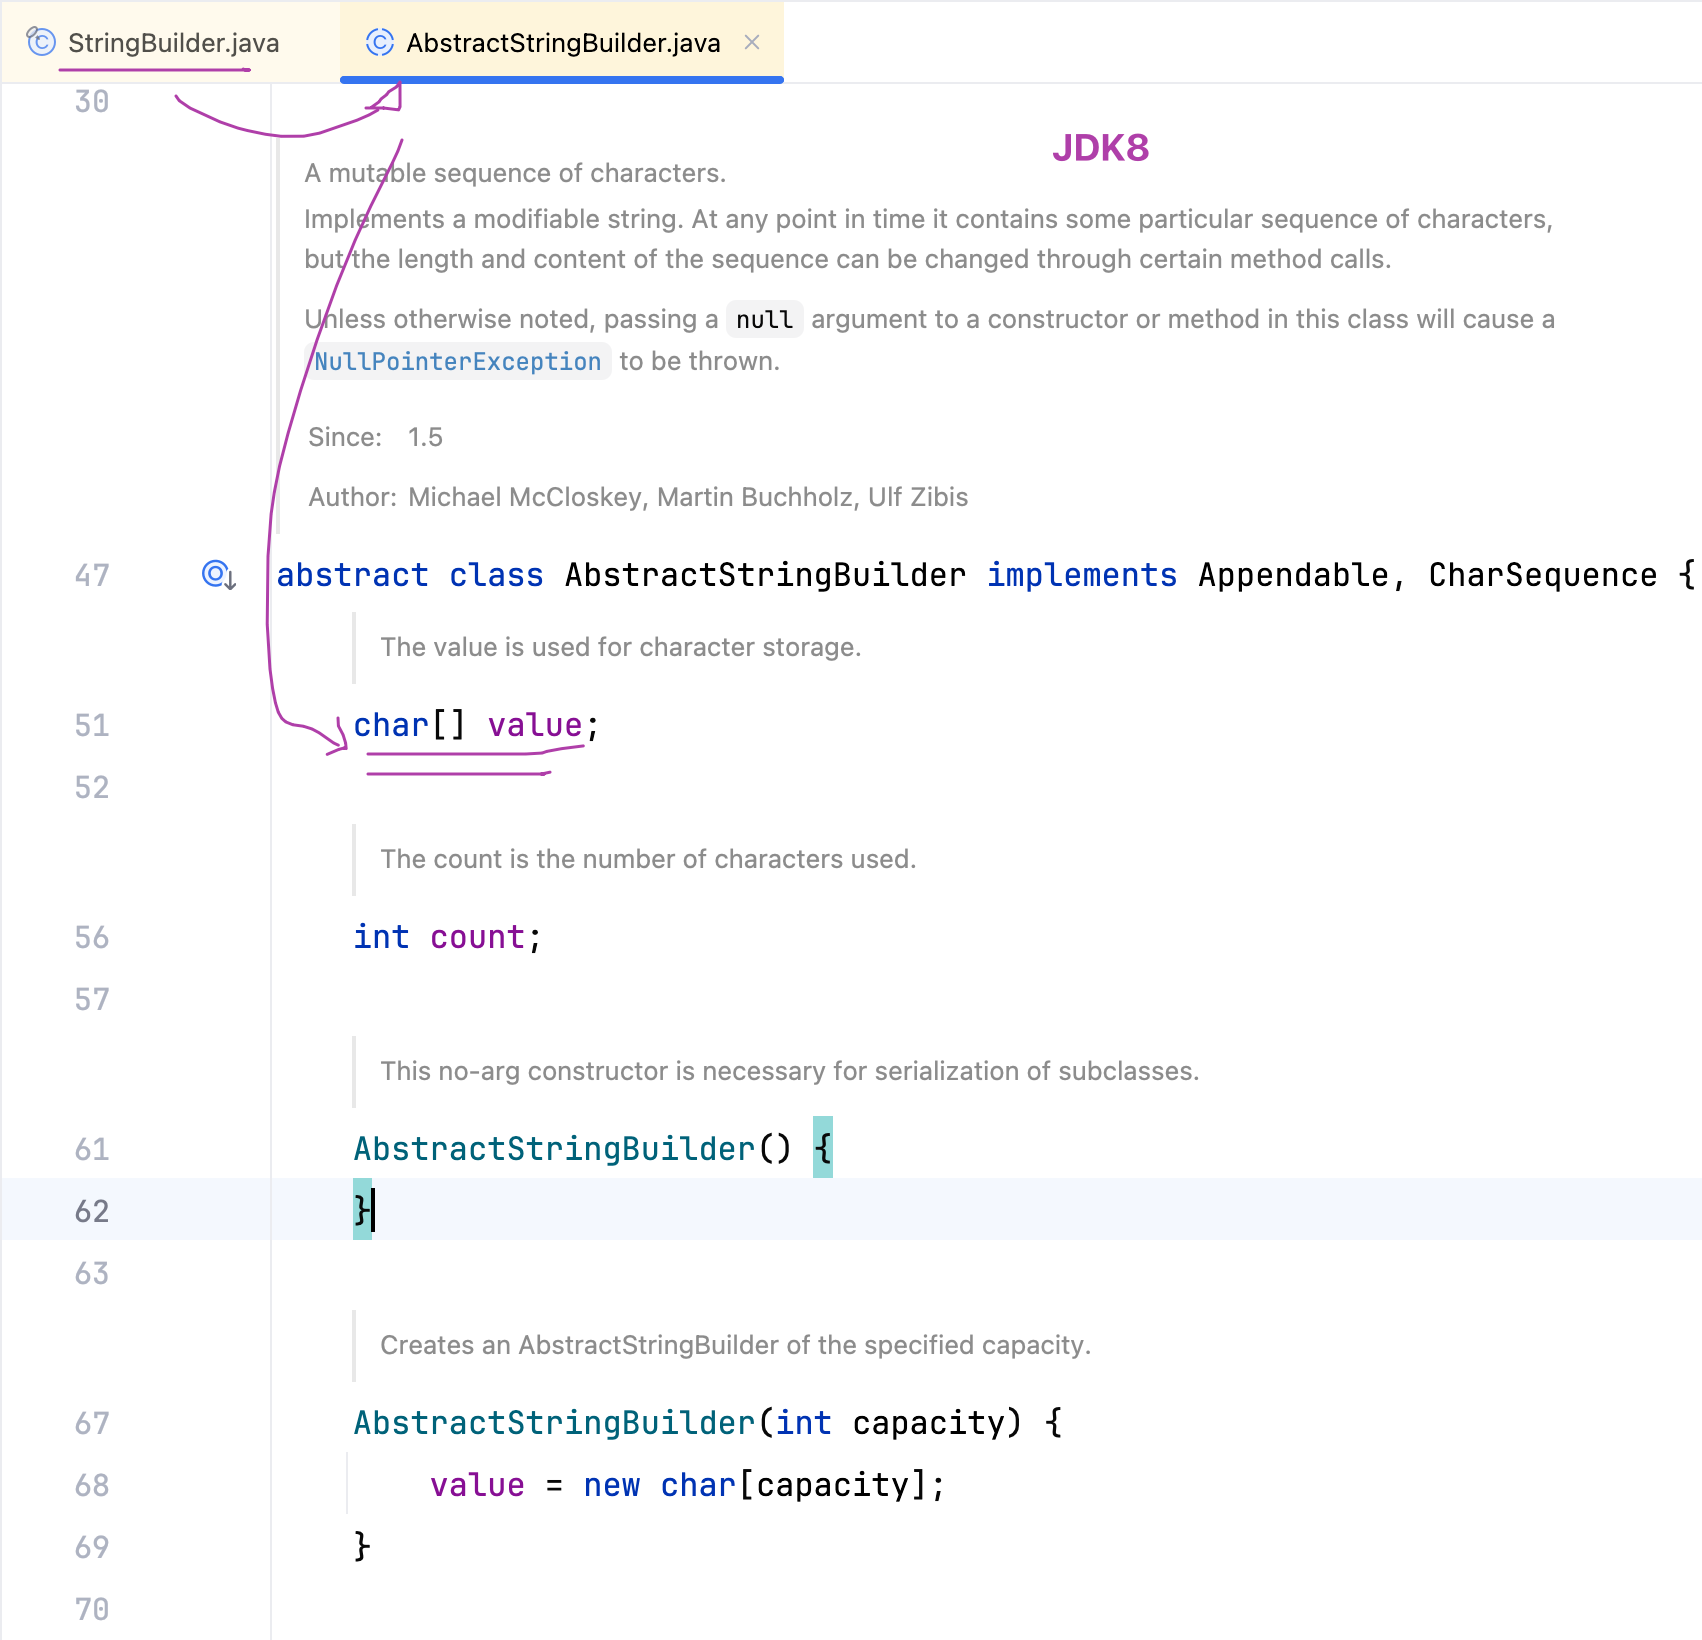 StringBuilder.java
AbstractStringBuilder.java
30
JDK8
A mutable sequence of characters.
Implements a modifiable string. At any point in time it contains some particular sequence of characters,
but the length and content of the sequence can be changed through certain method calls.
Unless otherwise noted, passing a null argument to a constructor or method in this class will cause a
NullPointerException to be thrown.
Since: 1.5
Author: Michael McCloskey, Martin Buchholz, Ulf Zibis
47 abstract class AbstractStringBuilder implements Appendable, CharSequence {
The value is used for character storage.
51 char[] value;
52
The count is the number of characters used.
56 int count;
57
This no-arg constructor is necessary for serialization of subclasses.
61 AbstractStringBuilder() {
62 }
63
Creates an AbstractStringBuilder of the specified capacity.
67 AbstractStringBuilder(int capacity) {
68 value = new char[capacity];
69 }
70